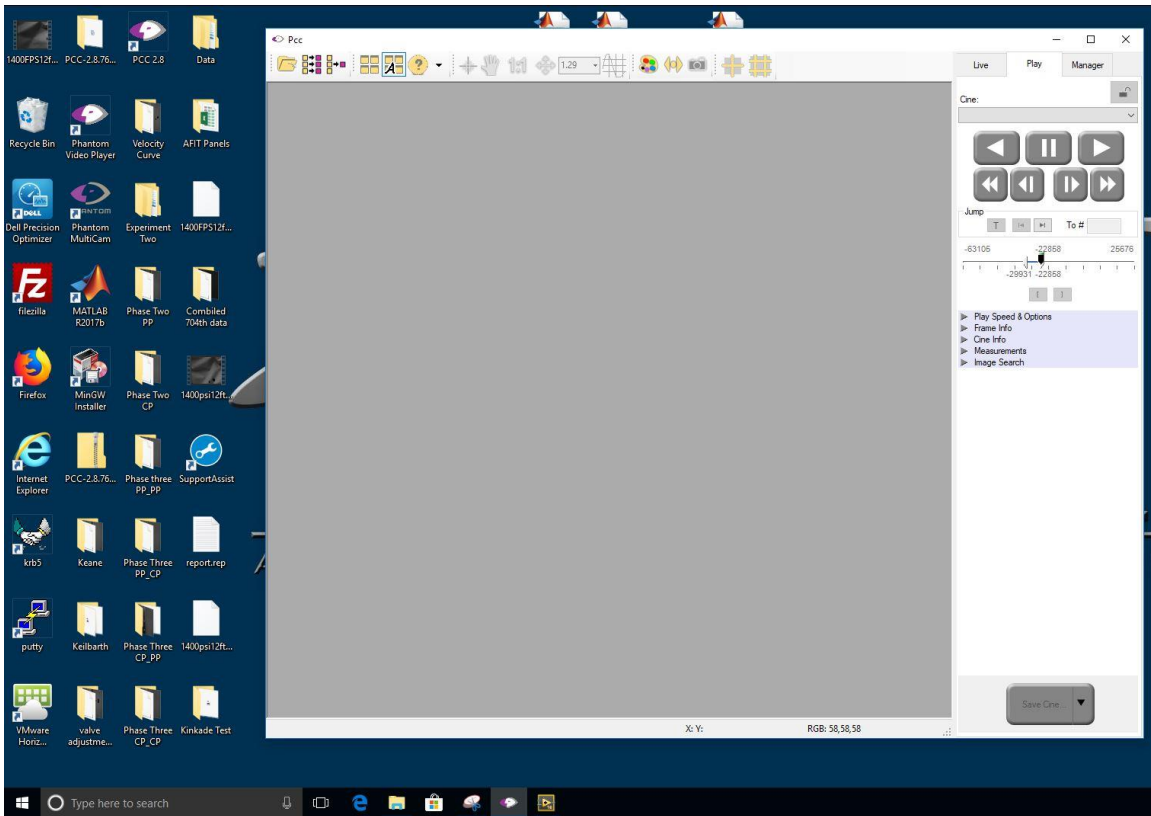 1400FPS12f...
PCC-2.8.76...
PCC 2.8
Data
Recycle Bin
Phantom
Video Player
Velocity
Curve
AFIT Panels
DELL
Dell Precision
Optimizer
Phantom
MultiCam
Experiment
Two
1400FPS12f...
filezilla
MATLAB
R2017b
Phase Two
PP
Combiled
704th data
Firefox
MinGW
Installer
Phase Two
CP
1400psi12ft...
Internet
Explorer
PCC-2.8.76...
Phase three
PP_PP
SupportAssist
krb5
Keane
Phase Three
PP_CP
report.rep
putty
Keilbarth
Phase Three
CP_PP
1400psi12ft...
VMware
Horiz...
valve
adjustme...
Phase Three
CP_CP
Kinkade Test
Pcc
1:1
1.29
Live
Play
Manager
Cine:
Jump
T
To #
-63106
-22868
25676
-29931
-22858
Play Speed & Options
Frame Info
Cine Info
Measurements
Image Search
Save Cine...
X: Y:
RGB: 58,58,58
Type here to search